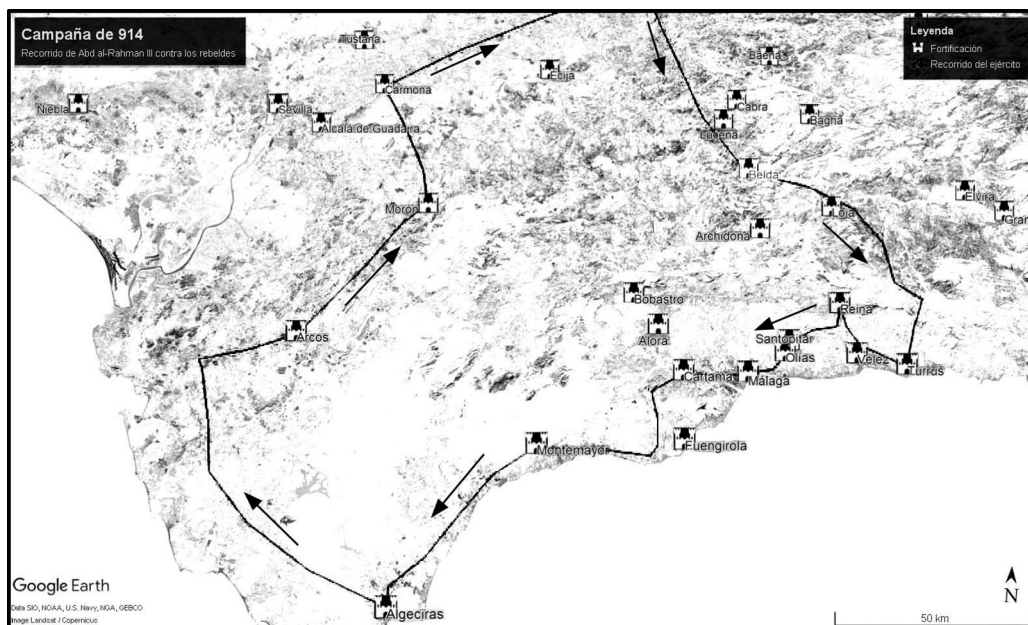 Campaña de 914
Recorrido de Abd al-Rahman III contra los rebeldes
Leyenda
Fortificación
Recorrido del ejército
Tustana
Baena
Écija
Carmona
Niebla
Sevilla
Cabra
Alcalá de Guadaira
Lucena
Bagna
Belda
Elvira
Morón
Loja
Gran
Archidona
Bobastro
Reina
Arcos
Alora
Santopitar
Olías
Vélez
Turrus
Cártama
Málaga
Fuengirola
Montemayor
Algeciras
Google Earth
Data SIO, NOAA, U.S. Navy, NGA, GEBCO
Image Landsat / Copernicus
N
50 km